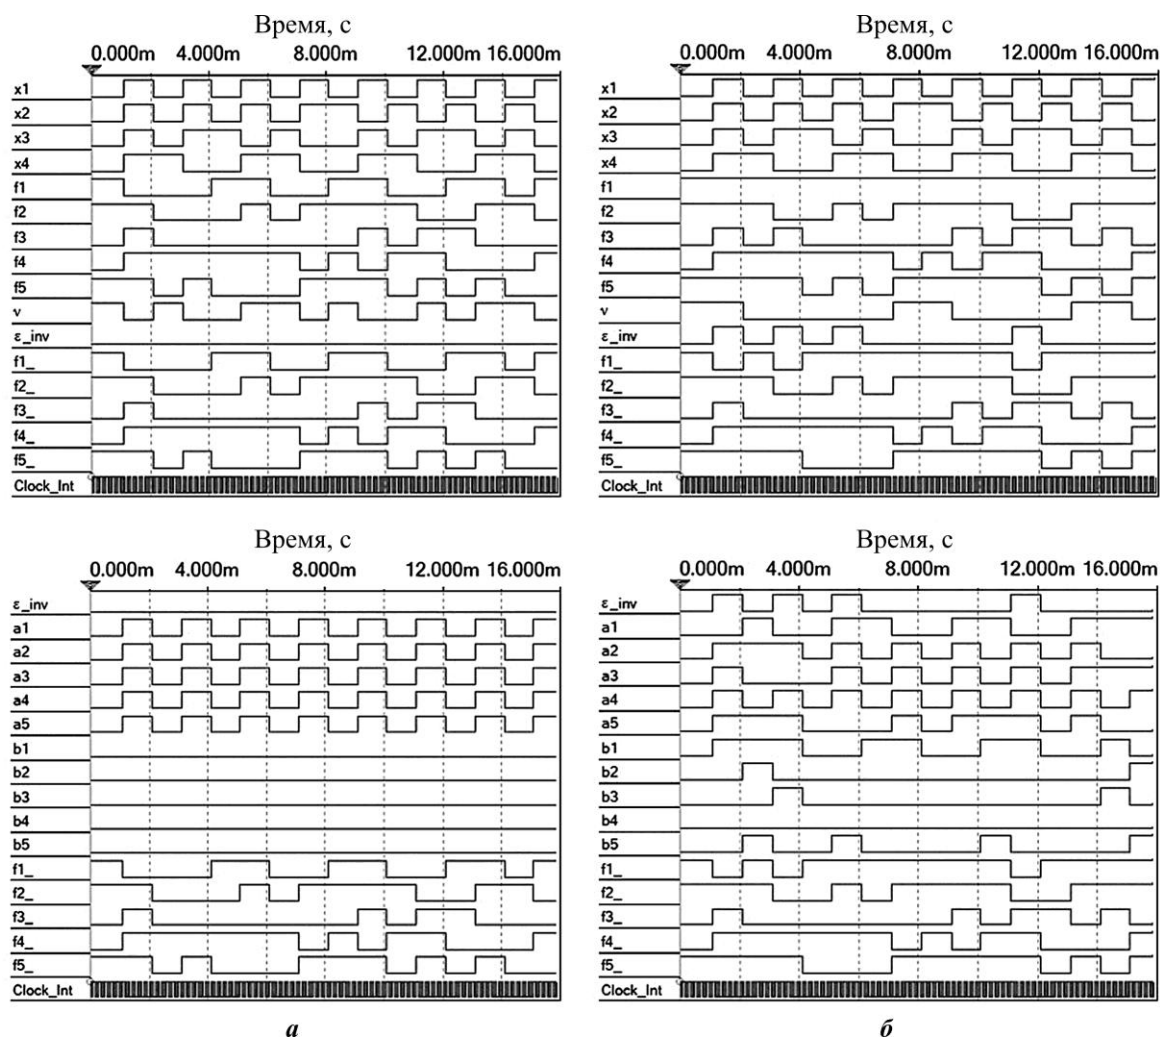 Время, с
0.000m 4.000m 8.000m 12.000m 16.000m
x1
x2
x3
x4
f1
f2
f3
f4
f5
v
ε_inv
f1_
f2_
f3_
f4_
f5_
Clock_Int
Время, с
0.000m 4.000m 8.000m 12.000m 16.000m
x1
x2
x3
x4
f1
f2
f3
f4
f5
v
ε_inv
f1_
f2_
f3_
f4_
f5_
Clock_Int
Время, с
0.000m 4.000m 8.000m 12.000m 16.000m
ε_inv
a1
a2
a3
a4
a5
b1
b2
b3
b4
b5
f1_
f2_
f3_
f4_
f5_
Clock_Int
а
Время, с
0.000m 4.000m 8.000m 12.000m 16.000m
ε_inv
a1
a2
a3
a4
a5
b1
b2
b3
b4
b5
f1_
f2_
f3_
f4_
f5_
Clock_Int
б